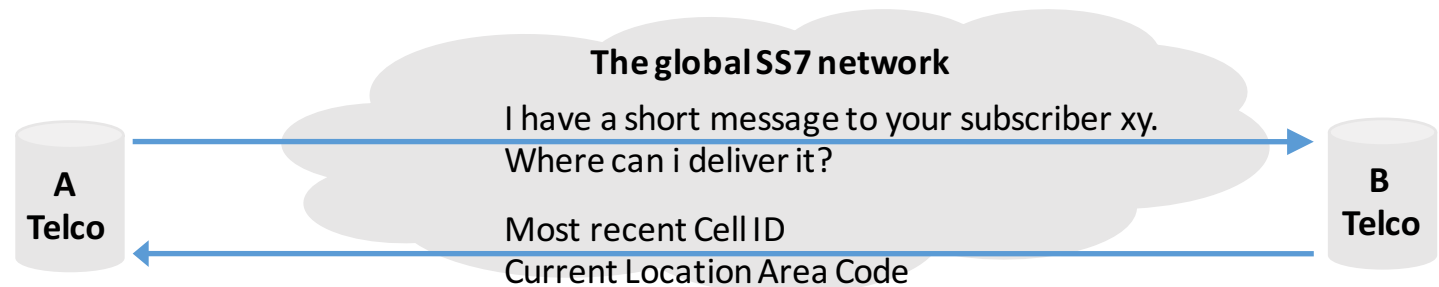 The global SS7 network
I have a short message to your subscriber xy.
Where can i deliver it?
A
Telco
B
Telco
Most recent Cell ID
Current Location Area Code